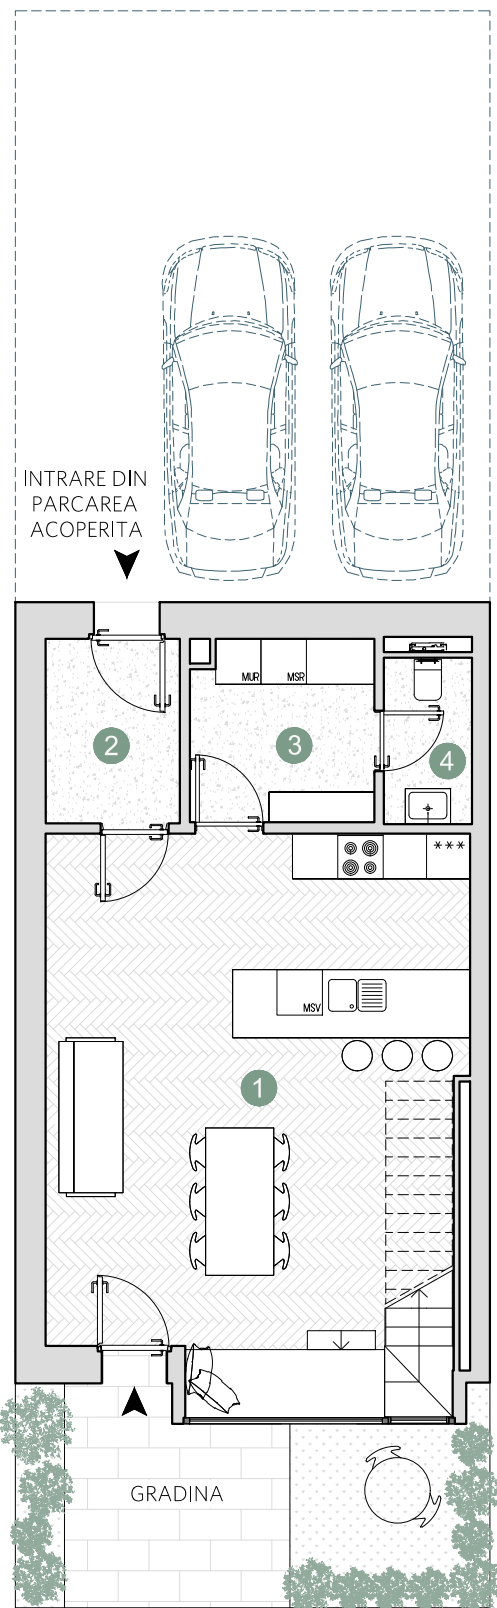 INTRARE DIN
PARCAREA
ACOPERITA
2
MUR MSR
3
4
***
MSV
1
GRADINA